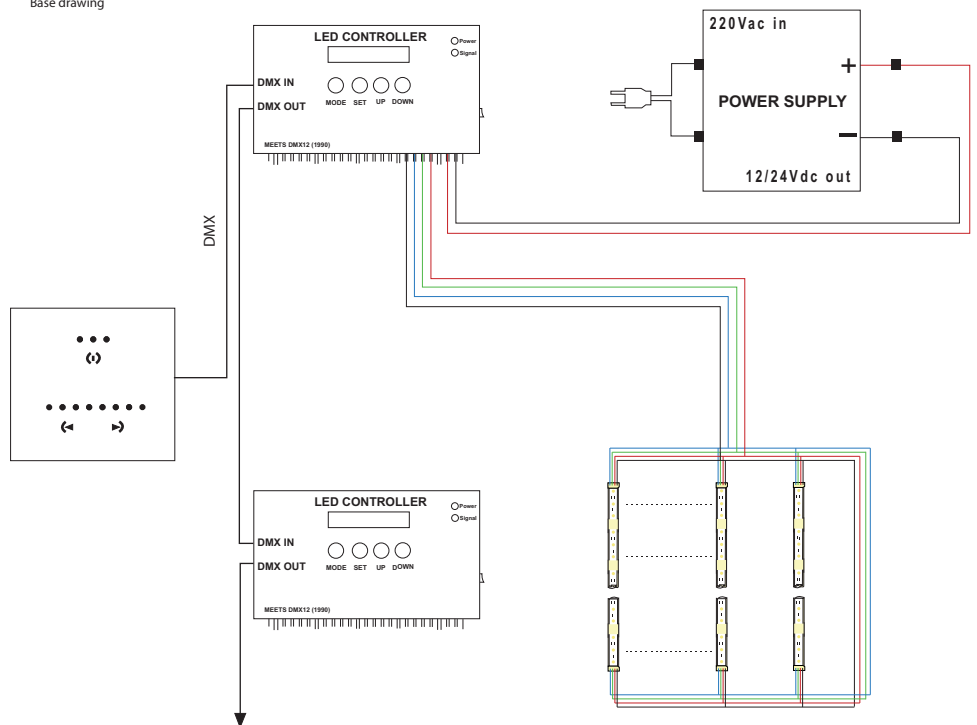 Base drawing
LED CONTROLLER
Power
Signal
DMX IN
DMX OUT
MODE SET UP DOWN
MEETS DMX12 (1990)
220Vac in
+
POWER SUPPLY
—
12/24Vdc out
DMX
LED CONTROLLER
Power
Signal
DMX IN
DMX OUT
MODE SET UP DOWN
MEETS DMX12 (1990)